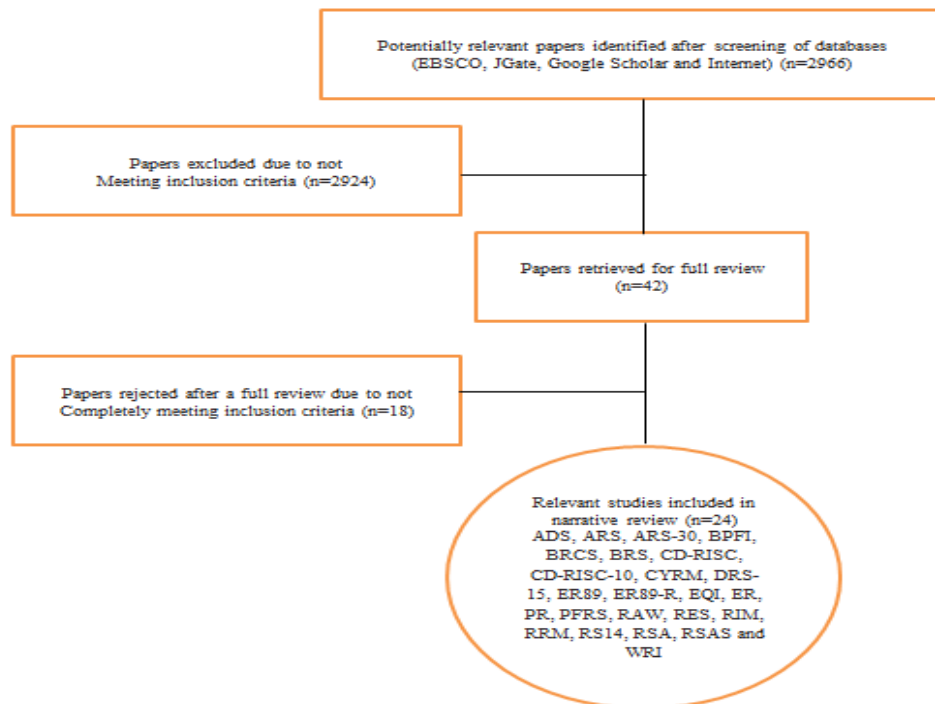 Potentially relevant papers identified after screening of databases
(EBSCO, JGate, Google Scholar and Internet) (n=2966)
Papers excluded due to not
Meeting inclusion criteria (n=2924)
Papers retrieved for full review
(n=42)
Papers rejected after a full review due to not
Completely meeting inclusion criteria (n=18)
Relevant studies included in
narrative review (n=24)
ADS, ARS, ARS-30, BPFI,
BRCS, BRS, CD-RISC,
CD-RISC-10, CYRM, DRS-
15, ER89, ER89-R, EQI, ER,
PR, PFRS, RAW, RES, RIM,
RRM, RS14, RSA, RSAS and
WRI